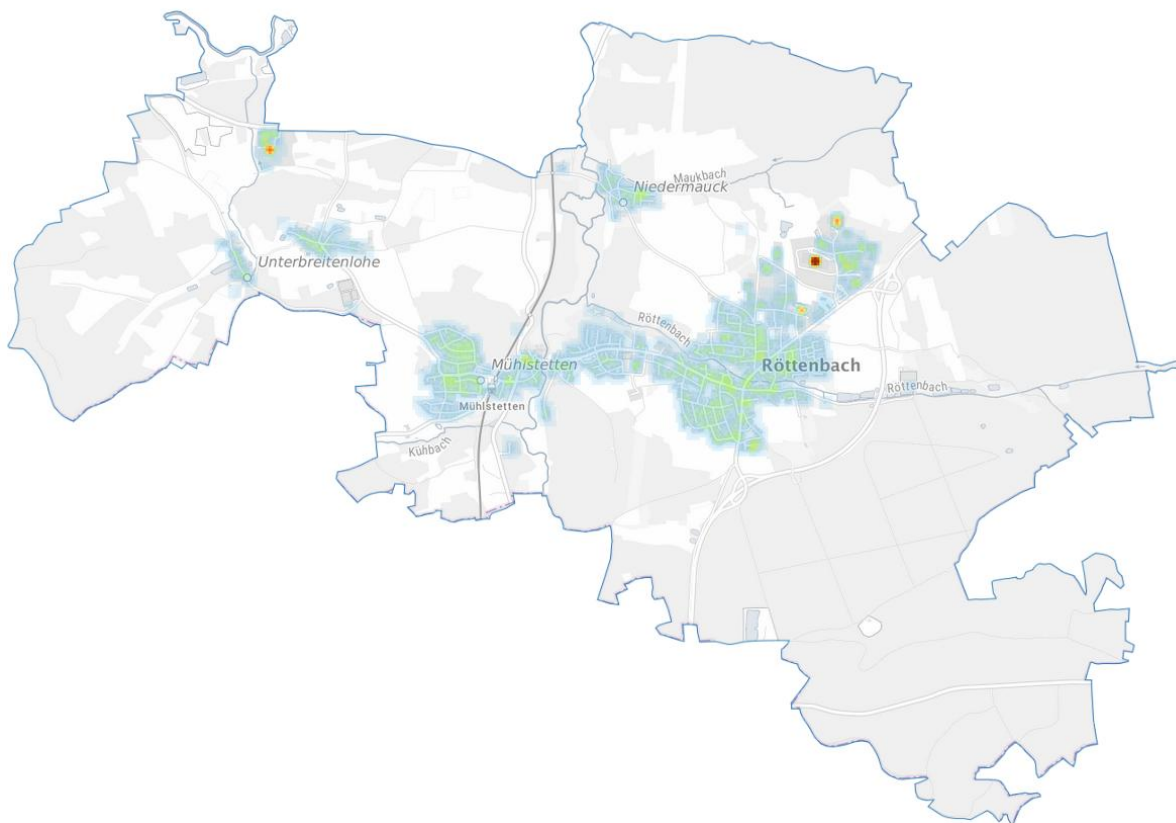 Maukbach
Niedermauck
Unterbreitenlohe
Röttenbach
Mühlstetten
Röttenbach
Röttenbach
Mühlstetten
Kühbach